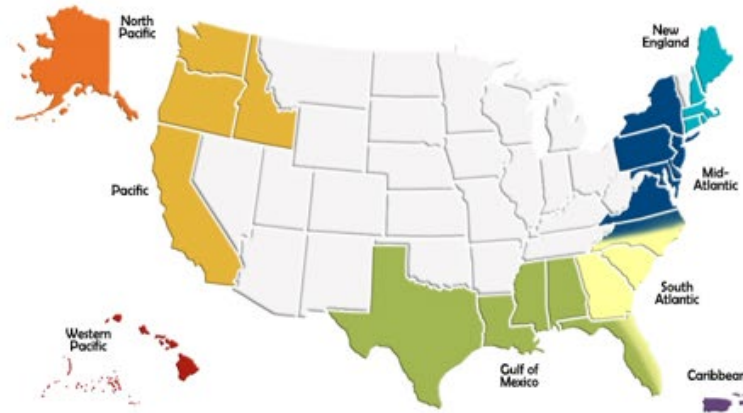 North
Pacific
New
England
Mid-
Atlantic
Pacific
South
Atlantic
Western
Pacific
Gulf of
Mexico
Caribbean